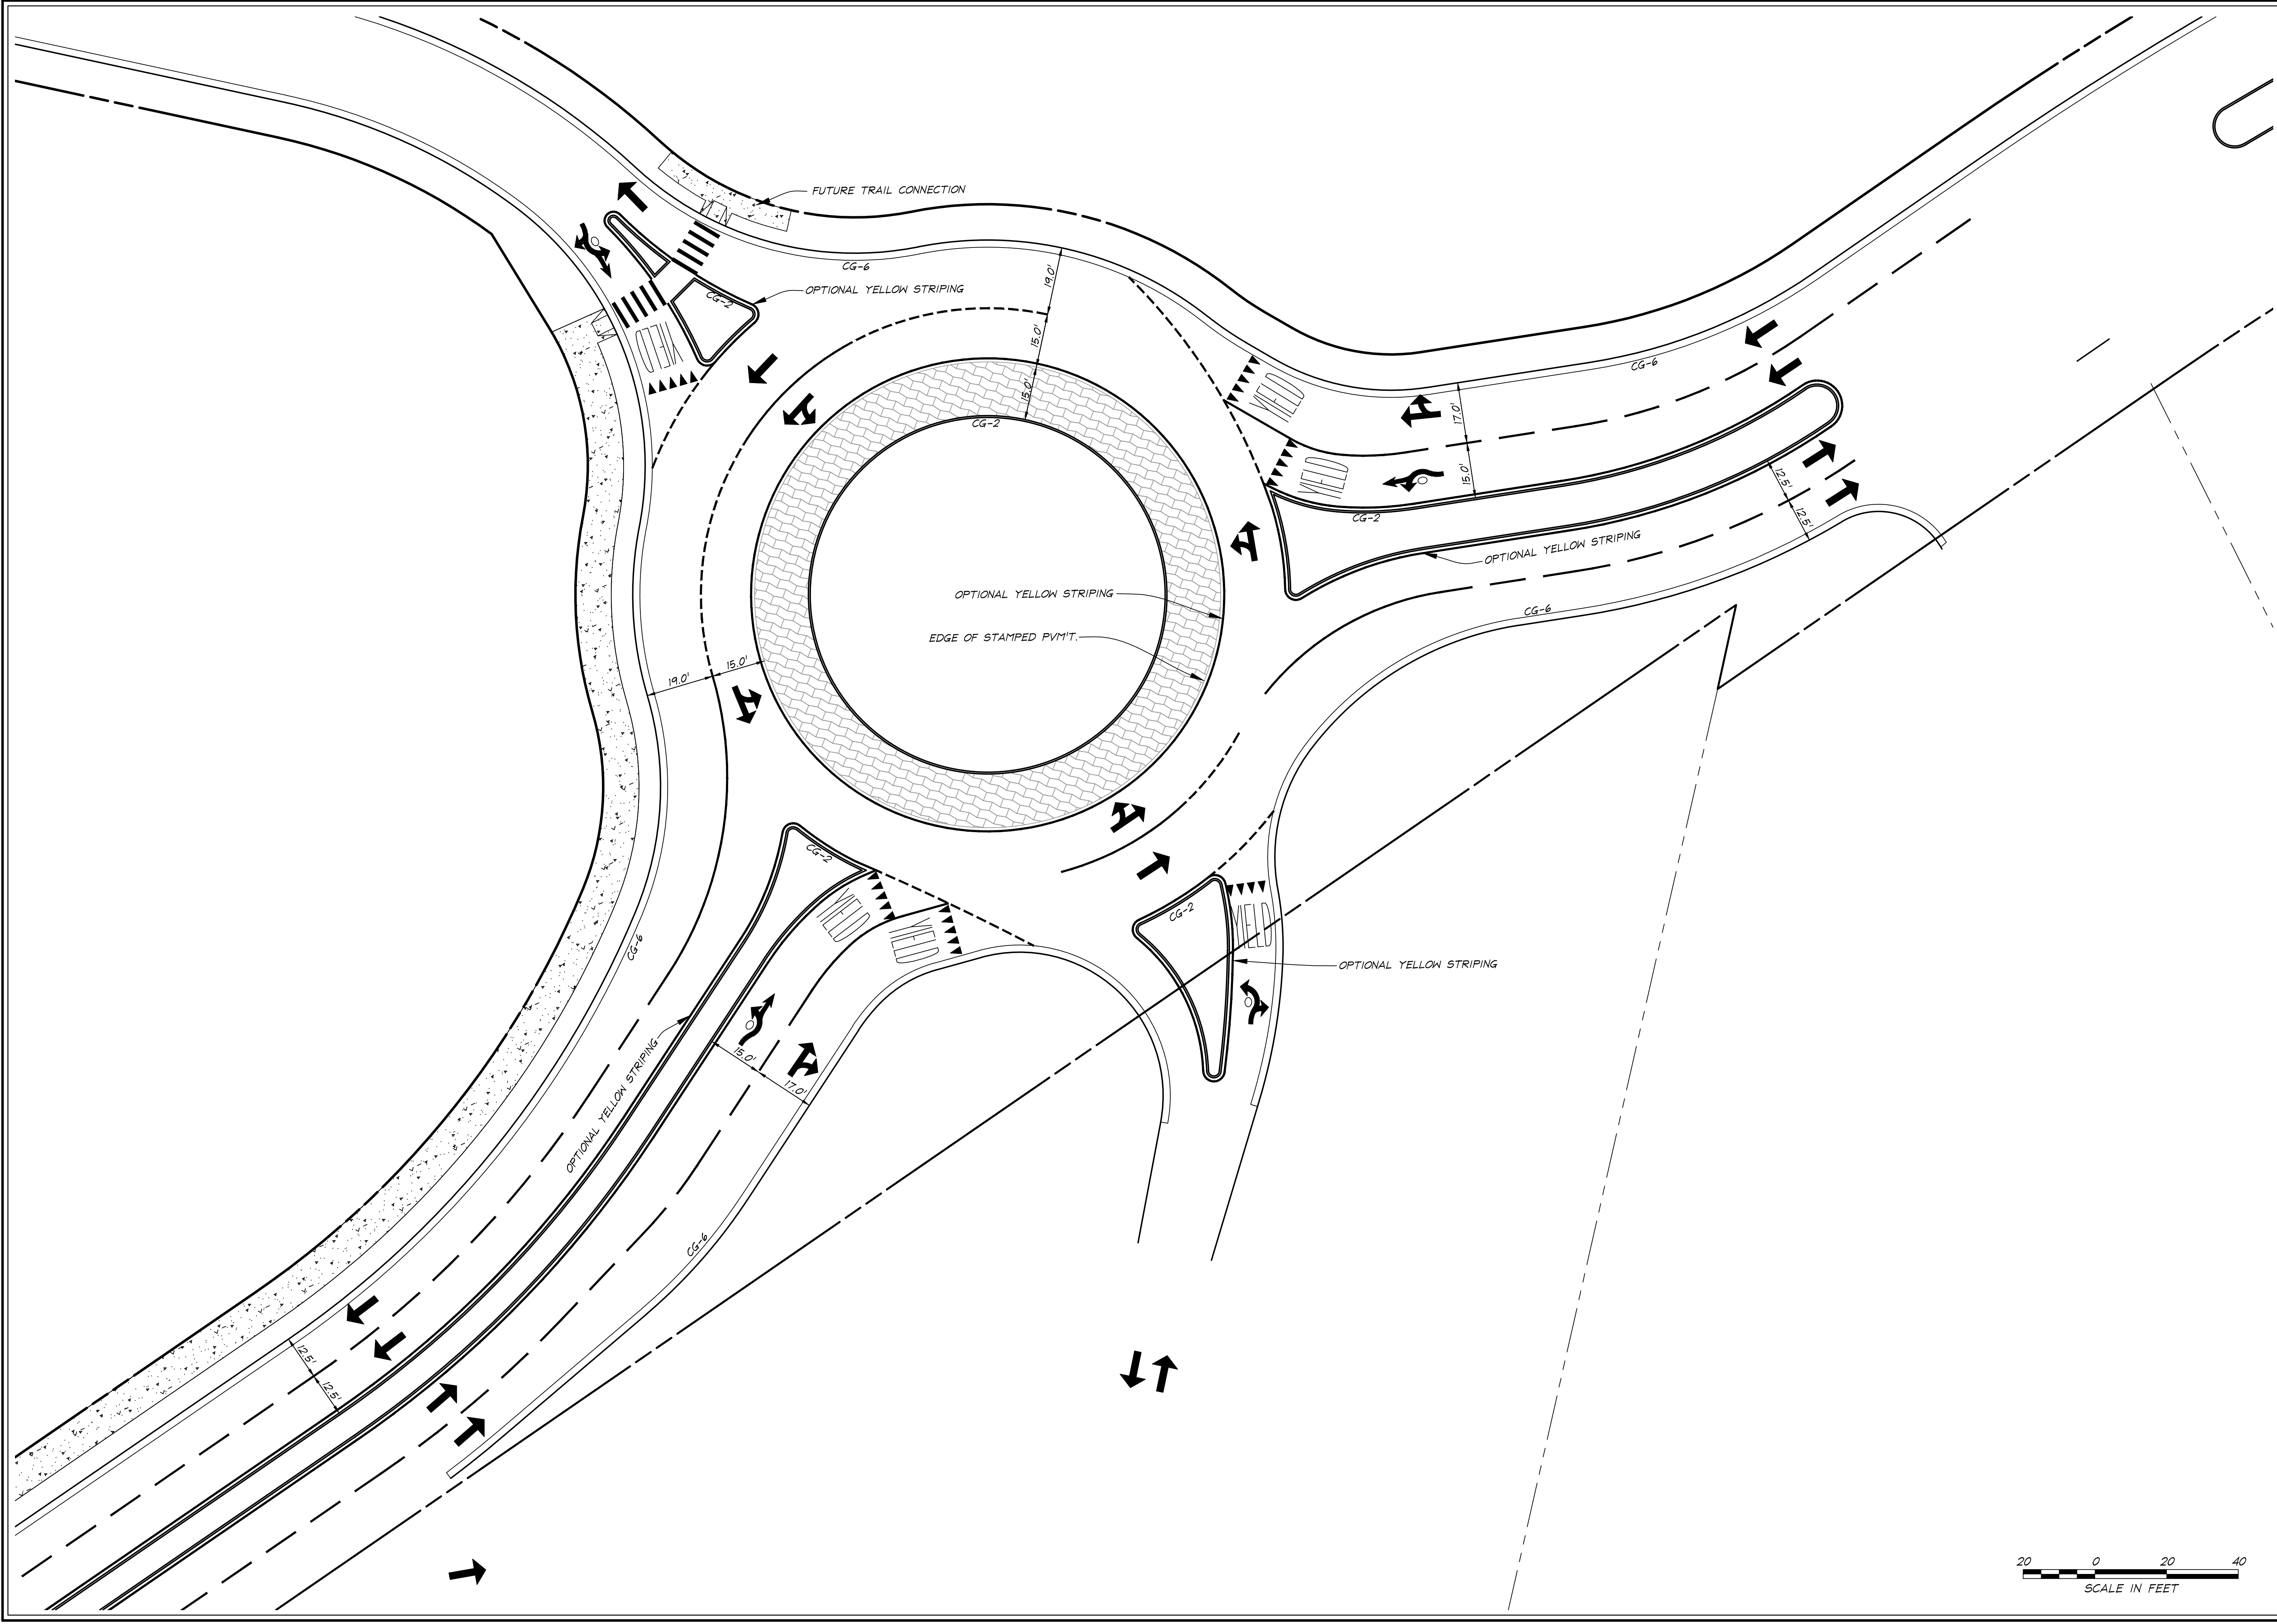 FUTURE TRAIL CONNECTION
CG-6
OPTIONAL YELLOW STRIPING
CG-2
YIELD
19.0'
15.0'
15.0'
CG-2
YIELD
YIELD
17.0'
15.0'
CG-6
CG-2
12.5'
12.5'
OPTIONAL YELLOW STRIPING
CG-6
OPTIONAL YELLOW STRIPING
EDGE OF STAMPED PVM'T.
19.0'
15.0'
CG-2
YIELD
YIELD
CG-2
YIELD
OPTIONAL YELLOW STRIPING
CG-6
OPTIONAL YELLOW STRIPING
15.0'
17.0'
CG-6
12.5'
12.5'
20 0 20 40
SCALE IN FEET